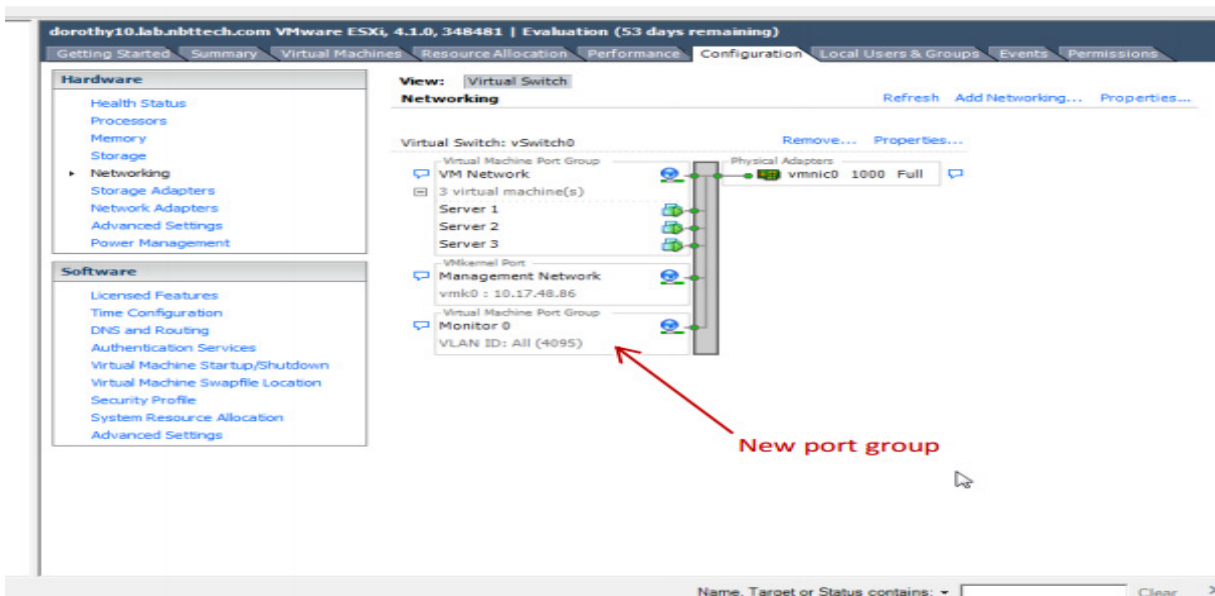 dorothy10.lab.nbttech.com VMware ESXi, 4.1.0, 348481 | Evaluation (53 days remaining)
Getting Started Summary Virtual Machines Resource Allocation Performance Configuration Local Users & Groups Events Permissions
Hardware
Health Status
Processors
Memory
Storage
Networking
Storage Adapters
Network Adapters
Advanced Settings
Power Management
Software
Licensed Features
Time Configuration
DNS and Routing
Authentication Services
Virtual Machine Startup/Shutdown
Virtual Machine Swapfile Location
Security Profile
System Resource Allocation
Advanced Settings
View: Virtual Switch
Networking
Refresh Add Networking... Properties...
Virtual Switch: vSwitch0
Remove... Properties...
Virtual Machine Port Group
VM Network
3 virtual machine(s)
Server 1
Server 2
Server 3
VMkernel Port
Management Network
vmk0 : 10.17.48.86
Virtual Machine Port Group
Monitor 0
VLAN ID: All (4095)
Physical Adapters
vmnic0 1000 Full
New port group
Name, Target or Status contains:
Clear